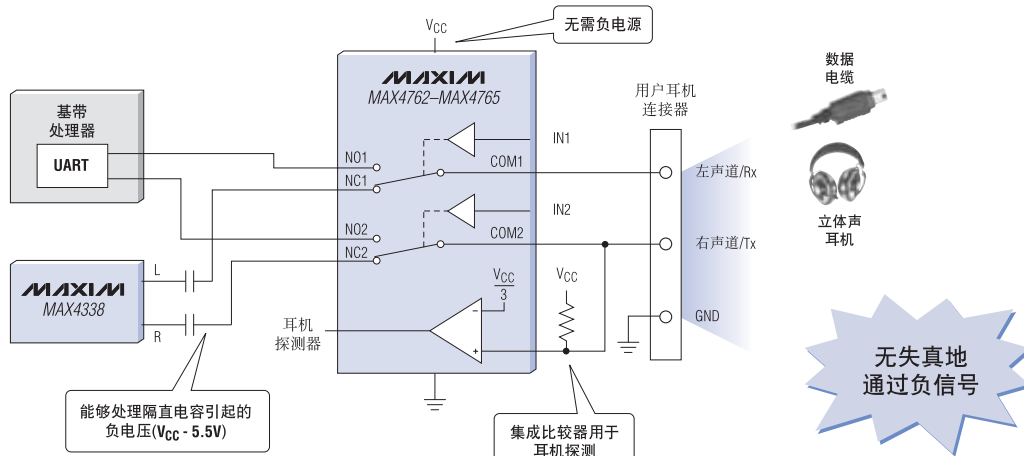 VCC
无需负电源
MAXIM
MAX4762–MAX4765
基带
处理器
UART
NO1
NC1
NO2
NC2
IN1
COM1
IN2
COM2
用户耳机
连接器
左声道/Rx
右声道/Tx
GND
数据
电缆
立体声
耳机
MAXIM
MAX4338
L
R
耳机
探测器
VCC
3
−
+
VCC
能够处理隔直电容引起的
负电压(VCC - 5.5V)
集成比较器用于
耳机探测
无失真地
通过负信号